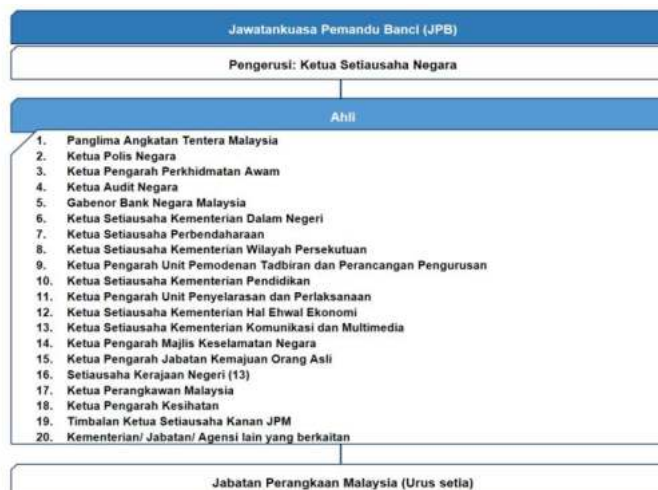 Jawatankuasa Pemandu Banci (JPB)
Pengerusi: Ketua Setiausaha Negara
Ahli
1. Panglima Angkatan Tentera Malaysia
2. Ketua Polis Negara
3. Ketua Pengarah Perkhidmatan Awam
4. Ketua Audit Negara
5. Gabenor Bank Negara Malaysia
6. Ketua Setiausaha Kementerian Dalam Negeri
7. Ketua Setiausaha Perbendaharaan
8. Ketua Setiausaha Kementerian Wilayah Persekutuan
9. Ketua Pengarah Unit Pemodenan Tadbiran dan Perancangan Pengurusan
10. Ketua Setiausaha Kementerian Pendidikan
11. Ketua Pengarah Unit Penyelarasan dan Perlaksanaan
12. Ketua Setiausaha Kementerian Hal Ehwal Ekonomi
13. Ketua Setiausaha Kementerian Komunikasi dan Multimedia
14. Ketua Pengarah Majlis Keselamatan Negara
15. Ketua Pengarah Jabatan Kemajuan Orang Asli
16. Setiausaha Kerajaan Negeri (13)
17. Ketua Perangkawan Malaysia
18. Ketua Pengarah Kesihatan
19. Timbalan Ketua Setiausaha Kanan JPM
20. Kementerian/ Jabatan/ Agensi lain yang berkaitan
Jabatan Perangkaan Malaysia (Urus setia)